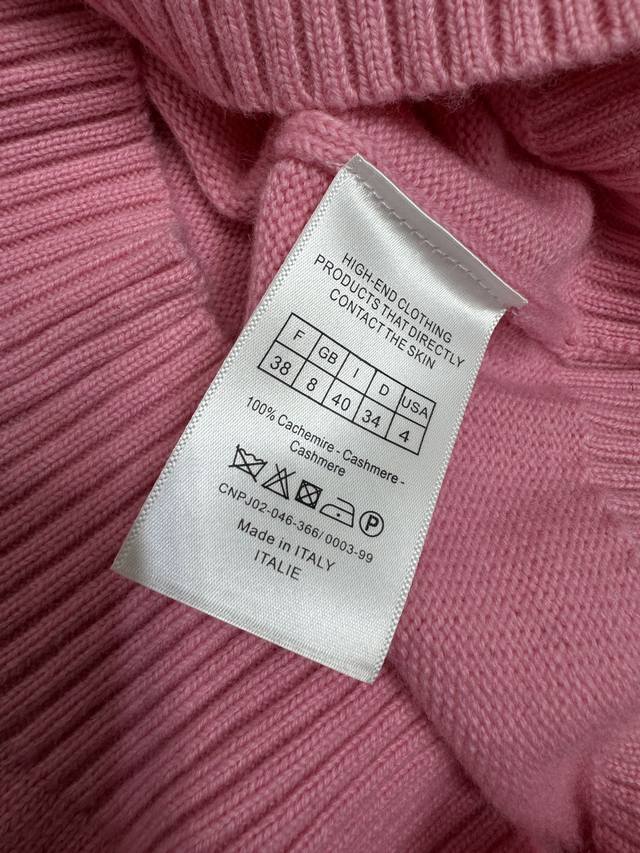 HIGH-END CLOTHING
PRODUCTS THAT DIRECTLY
CONTACT THE SKIN
F GB I D USA
38 8 40 34 4
100% Cachemire - Cashmere -
Cashmere
P
CNPJ02-046-366/ 0003-99
Made in ITALY
ITALIE